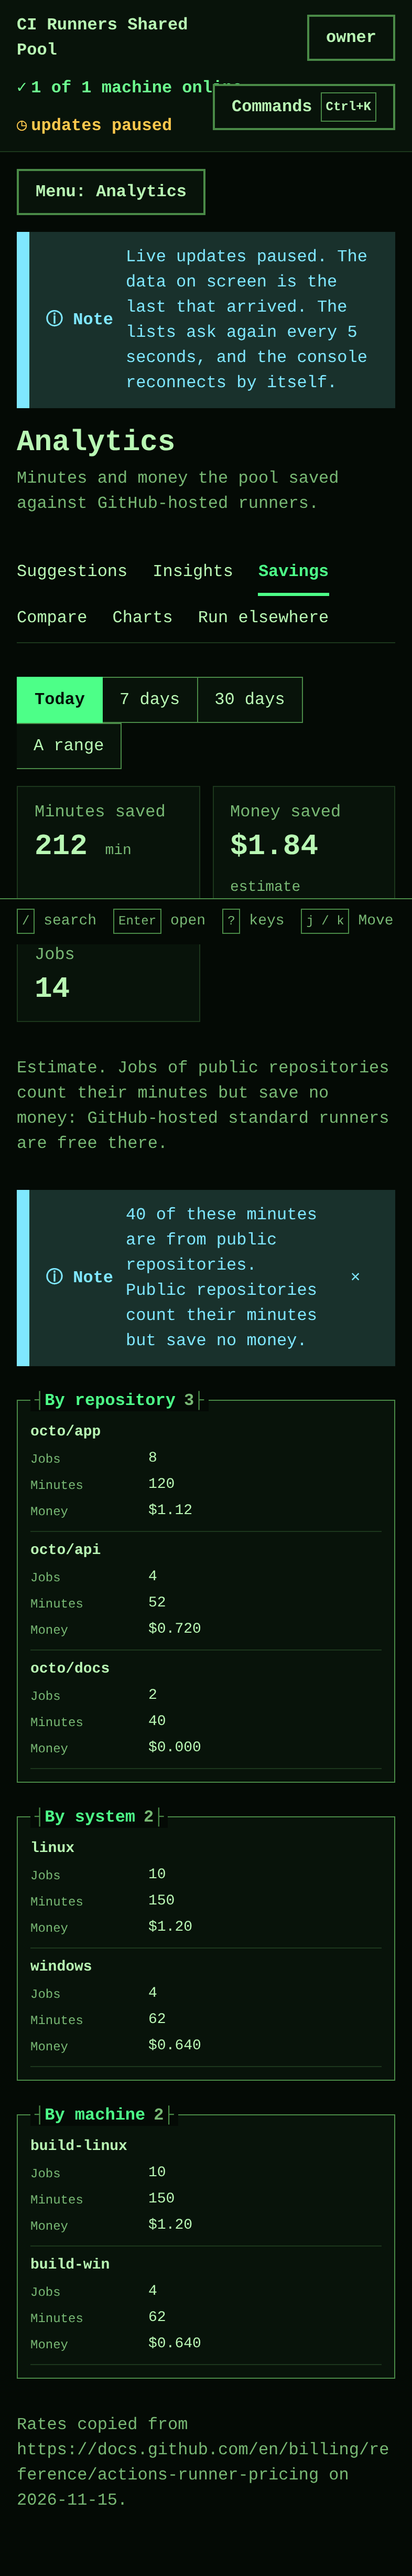 CI Runners Shared
Pool
owner
✓ 1 of 1 machine online
Commands Ctrl+K
◷ updates paused
Menu: Analytics
ⓘ Note
Live updates paused. The
data on screen is the
last that arrived. The
lists ask again every 5
seconds, and the console
reconnects by itself.
Analytics
Minutes and money the pool saved
against GitHub-hosted runners.
Suggestions Insights Savings
Compare Charts Run elsewhere
Today 7 days 30 days
A range
Minutes saved
212 min
Money saved
$1.84
estimate
/ search Enter open ? keys j / k Move
Jobs
14
Estimate. Jobs of public repositories
count their minutes but save no
money: GitHub-hosted standard runners
are free there.
ⓘ Note
40 of these minutes
are from public
repositories.
Public repositories
count their minutes
but save no money.
×
By repository 3
octo/app
Jobs 8
Minutes 120
Money $1.12
octo/api
Jobs 4
Minutes 52
Money $0.720
octo/docs
Jobs 2
Minutes 40
Money $0.000
By system 2
linux
Jobs 10
Minutes 150
Money $1.20
windows
Jobs 4
Minutes 62
Money $0.640
By machine 2
build-linux
Jobs 10
Minutes 150
Money $1.20
build-win
Jobs 4
Minutes 62
Money $0.640
Rates copied from
https://docs.github.com/en/billing/re
ference/actions-runner-pricing on
2026-11-15.